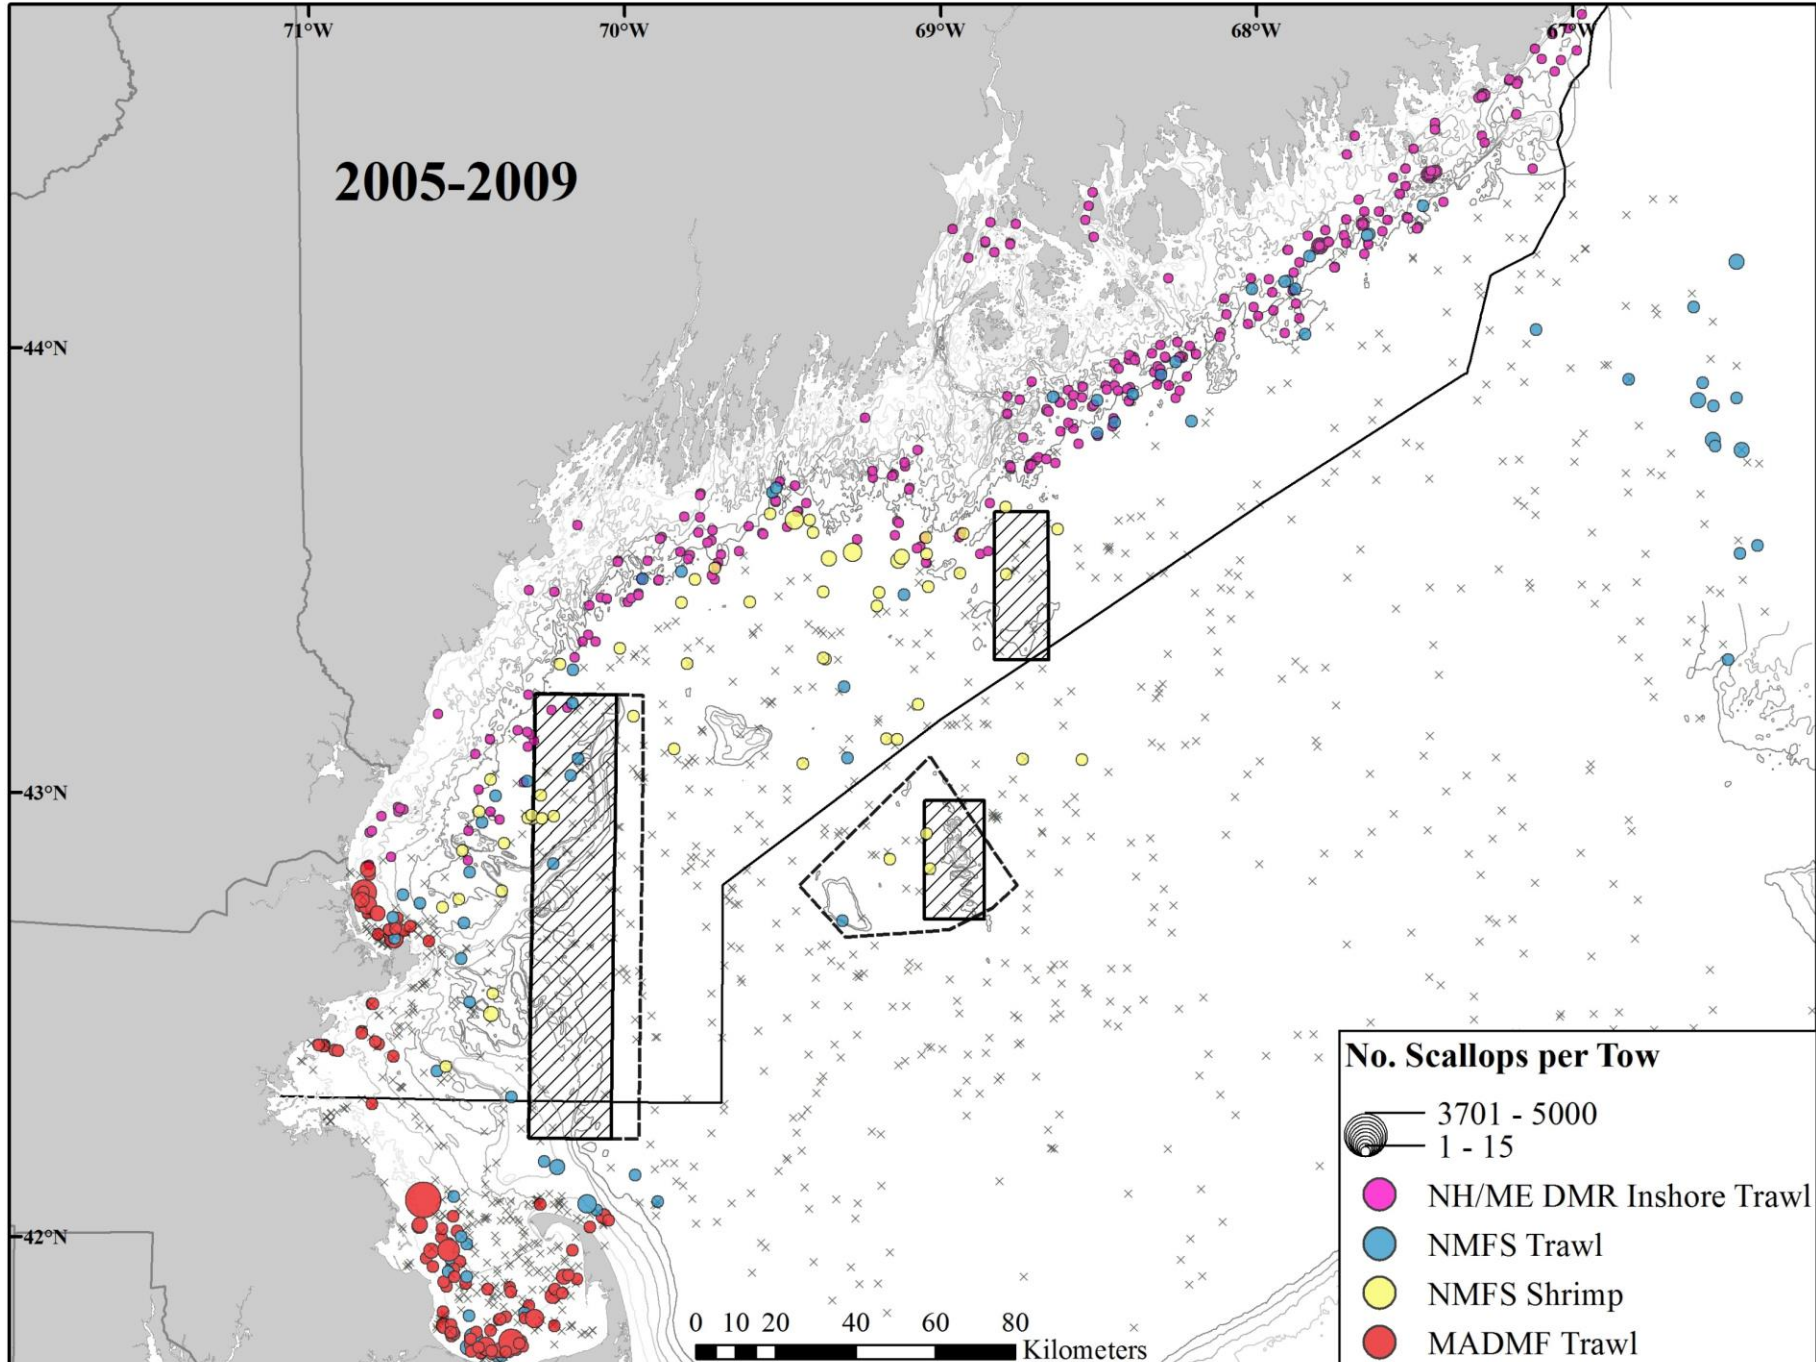 71°W 70°W 69°W 68°W 67°W
2005-2009
44°N
43°N
42°N
No. Scallops per Tow
3701 - 5000
1 - 15
NH/ME DMR Inshore Trawl
NMFS Trawl
NMFS Shrimp
MADMF Trawl
0 10 20 40 60 80
Kilometers